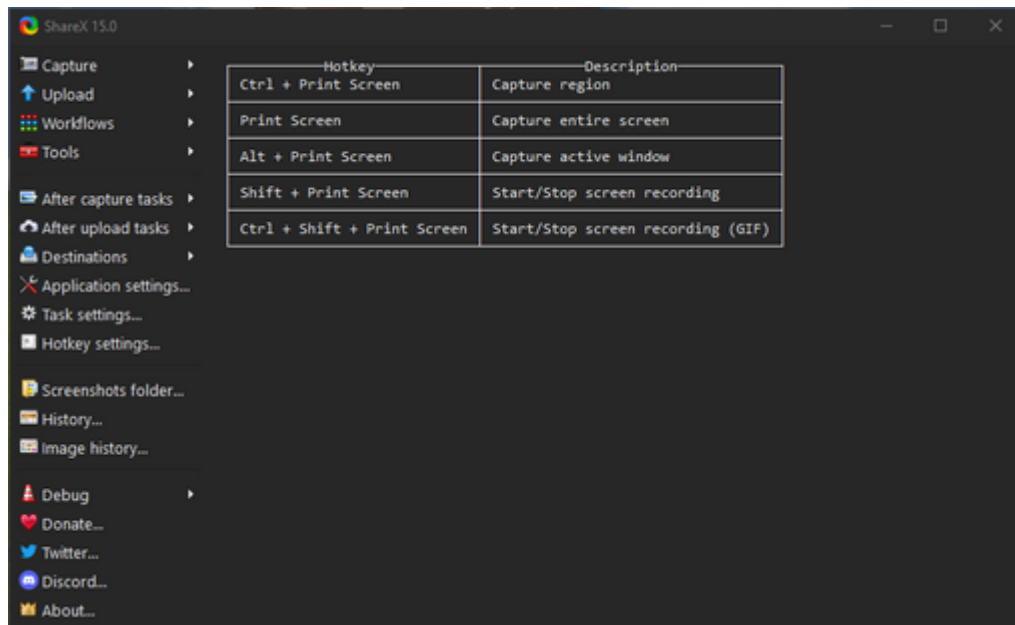 ShareX 15.0
Capture
Upload
Workflows
Tools
After capture tasks
After upload tasks
Destinations
Application settings...
Task settings...
Hotkey settings...
Screenshots folder...
History...
Image history...
Debug
Donate...
Twitter...
Discord...
About...
Hotkey Description
Ctrl + Print Screen Capture region
Print Screen Capture entire screen
Alt + Print Screen Capture active window
Shift + Print Screen Start/Stop screen recording
Ctrl + Shift + Print Screen Start/Stop screen recording (GIF)